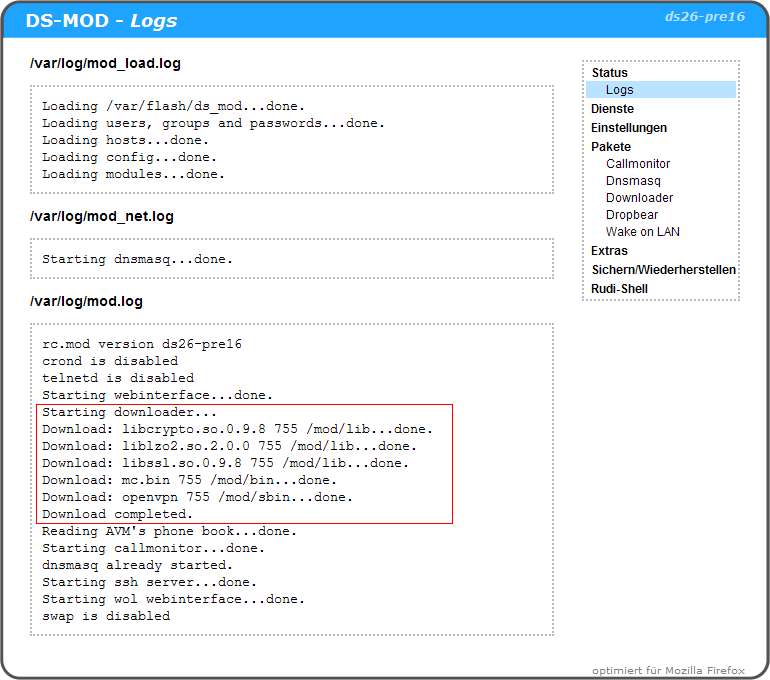 DS-MOD - Logs
ds26-pre16
/var/log/mod_load.log
Loading /var/flash/ds_mod...done.
Loading users, groups and passwords...done.
Loading hosts...done.
Loading config...done.
Loading modules...done.
/var/log/mod_net.log
Starting dnsmasq...done.
/var/log/mod.log
rc.mod version ds26-pre16
crond is disabled
telnetd is disabled
Starting webinterface...done.
Starting downloader...
Download: libcrypto.so.0.9.8 755 /mod/lib...done.
Download: liblzo2.so.2.0.0 755 /mod/lib...done.
Download: libssl.so.0.9.8 755 /mod/lib...done.
Download: mc.bin 755 /mod/bin...done.
Download: openvpn 755 /mod/sbin...done.
Download completed.
Reading AVM's phone book...done.
Starting callmonitor...done.
dnsmasq already started.
Starting ssh server...done.
Starting wol webinterface...done.
swap is disabled
Status
Logs
Dienste
Einstellungen
Pakete
Callmonitor
Dnsmasq
Downloader
Dropbear
Wake on LAN
Extras
Sichern/Wiederherstellen
Rudi-Shell
optimiert für Mozilla Firefox